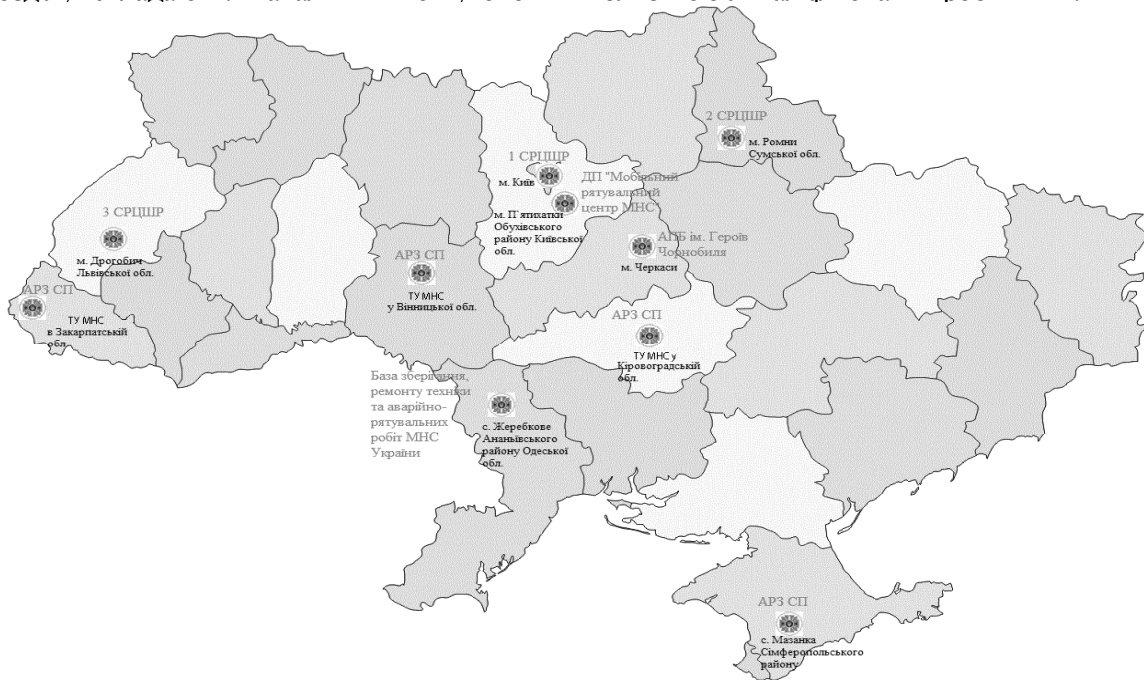 2 СРЦШР
м. Ромни
Сумської обл.
1 СРЦШР
м. Київ
ДП "Мобільний
рятувальний
центр МНС"
м. П`ятихатки
Обухівського
району Київської
обл.
3 СРЦШР
м. Дрогобич
Львівської обл.
АПБ ім. Героїв
Чорнобиля
м. Черкаси
АРЗ СП
ТУ МНС
у Вінницької обл.
АРЗ СП
ТУ МНС
в Закарпатській
обл.
АРЗ СП
ТУ МНС у
Кіровоградській
обл.
База зберігання,
ремонту техніки
та аварійно-
рятувальних
робіт МНС
України
с. Жеребкове
Ананьївського
району Одеської
обл.
АРЗ СП
с. Мазанка
Сімферопольського
району